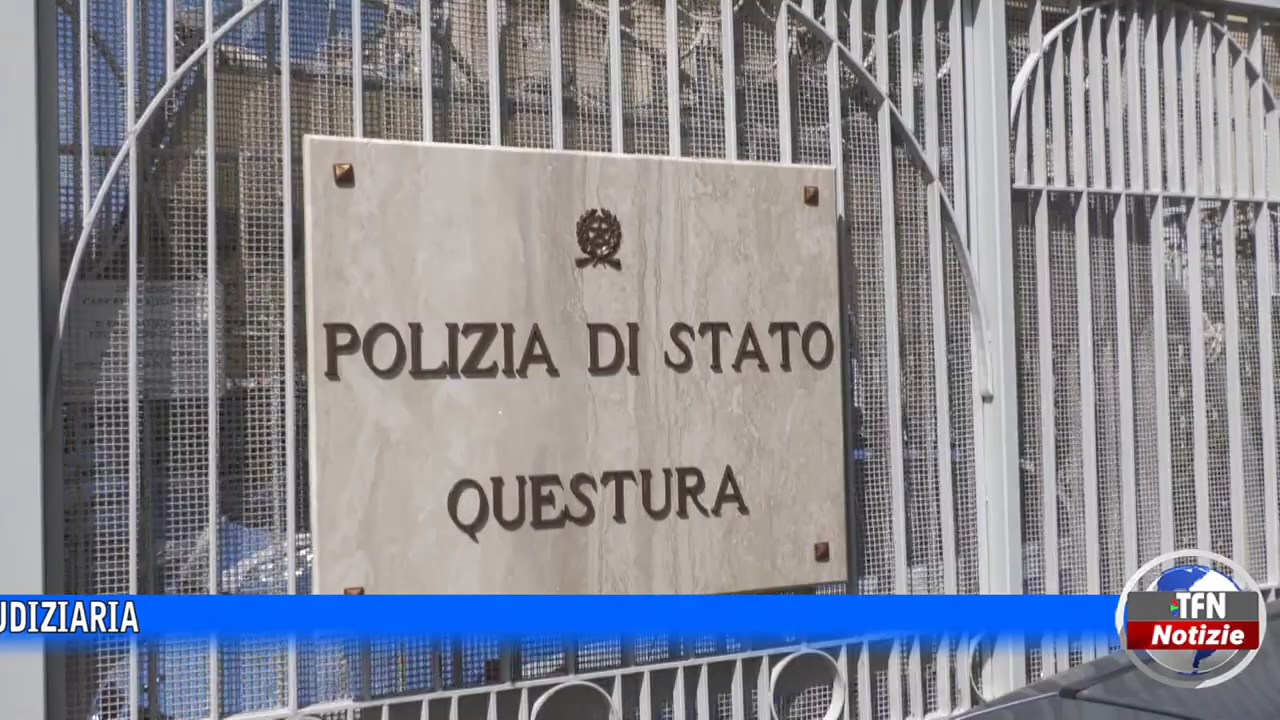 POLIZIA DI STATO
QUESTURA
UDIZIARIA
TFN
Notizie